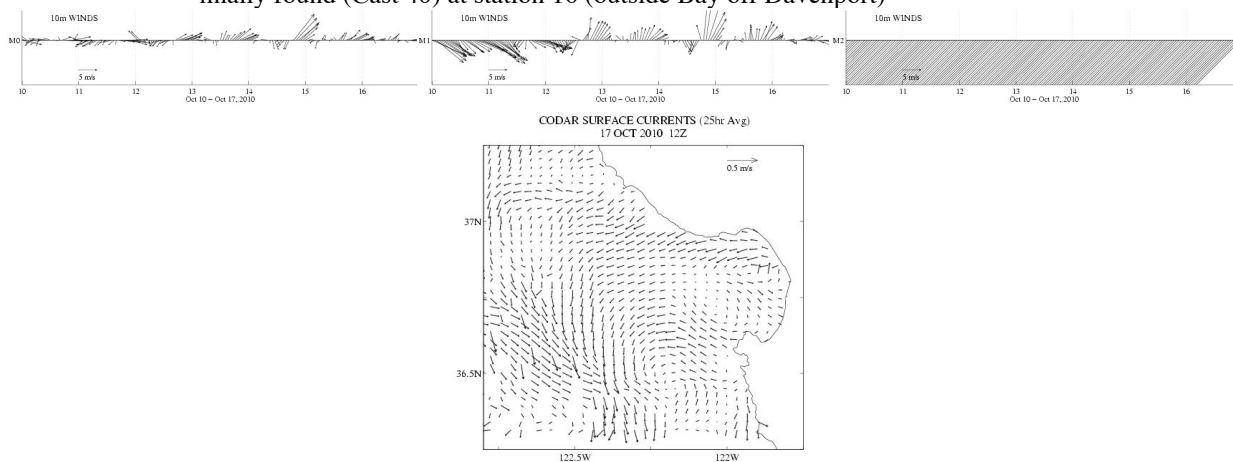 finally found (Cast 40) at station 16 (outside Bay off Davenport)
10m WINDS
M0
5 m/s
10 11 12 13 14 15 16
Oct 10 – Oct 17, 2010
10m WINDS
M1
5 m/s
10 11 12 13 14 15 16
Oct 10 – Oct 17, 2010
10m WINDS
M2
5 m/s
10 11 12 13 14 15 16
Oct 10 – Oct 17, 2010
CODAR SURFACE CURRENTS (25hr Avg)
17 OCT 2010 12Z
0.5 m/s
37N
36.5N
122.5W 122W